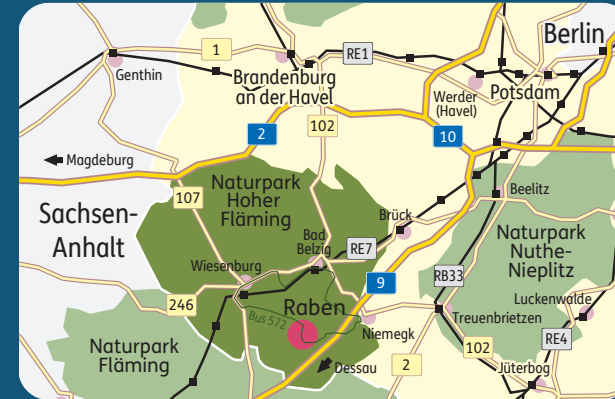 Berlin
1
RE1
Genthin
Brandenburg
an der Havel
Werder
(Havel)
Potsdam
2
102
10
Magdeburg
107
Naturpark
Hoher
Fläming
Beelitz
Sachsen-
Anhalt
Brück
Bad
Belzig
RE7
Naturpark
Nuthe-
Nieplitz
Wiesenburg
9
RB33
246
Raben
Bus 572
Luckenwalde
Treuenbrietzen
Niemegk
RE4
102
Naturpark
Fläming
Dessau
2
Jüterbog